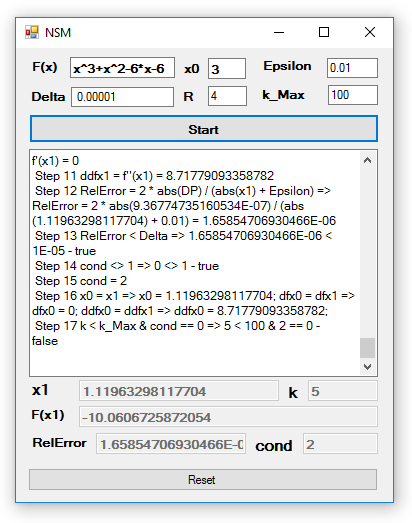 NSM
F(x) x^3+x^2-6*x-6 x0 3 Epsilon 0.01
Delta 0.00001 R 4 k_Max 100
Start
f'(x1) = 0
Step 11 ddfx1 = f''(x1) = 8.71779093358782
Step 12 RelError = 2 * abs(DP) / (abs(x1) + Epsilon) =>
RelError = 2 * abs(9.36774735160534E-07) / (abs
(1.11963298117704) + 0.01) = 1.65854706930466E-06
Step 13 RelError < Delta => 1.65854706930466E-06 <
1E-05 - true
Step 14 cond <> 1 => 0 <> 1 - true
Step 15 cond = 2
Step 16 x0 = x1 => x0 = 1.11963298117704; dfx0 = dfx1 =>
dfx0 = 0; ddfx0 = ddfx1 => ddfx0 = 8.71779093358782;
Step 17 k < k_Max & cond == 0 => 5 < 100 & 2 == 0 -
false
x1 1.11963298117704 k 5
F(x1) -10.0606725872054
RelError 1.65854706930466E-0 cond 2
Reset